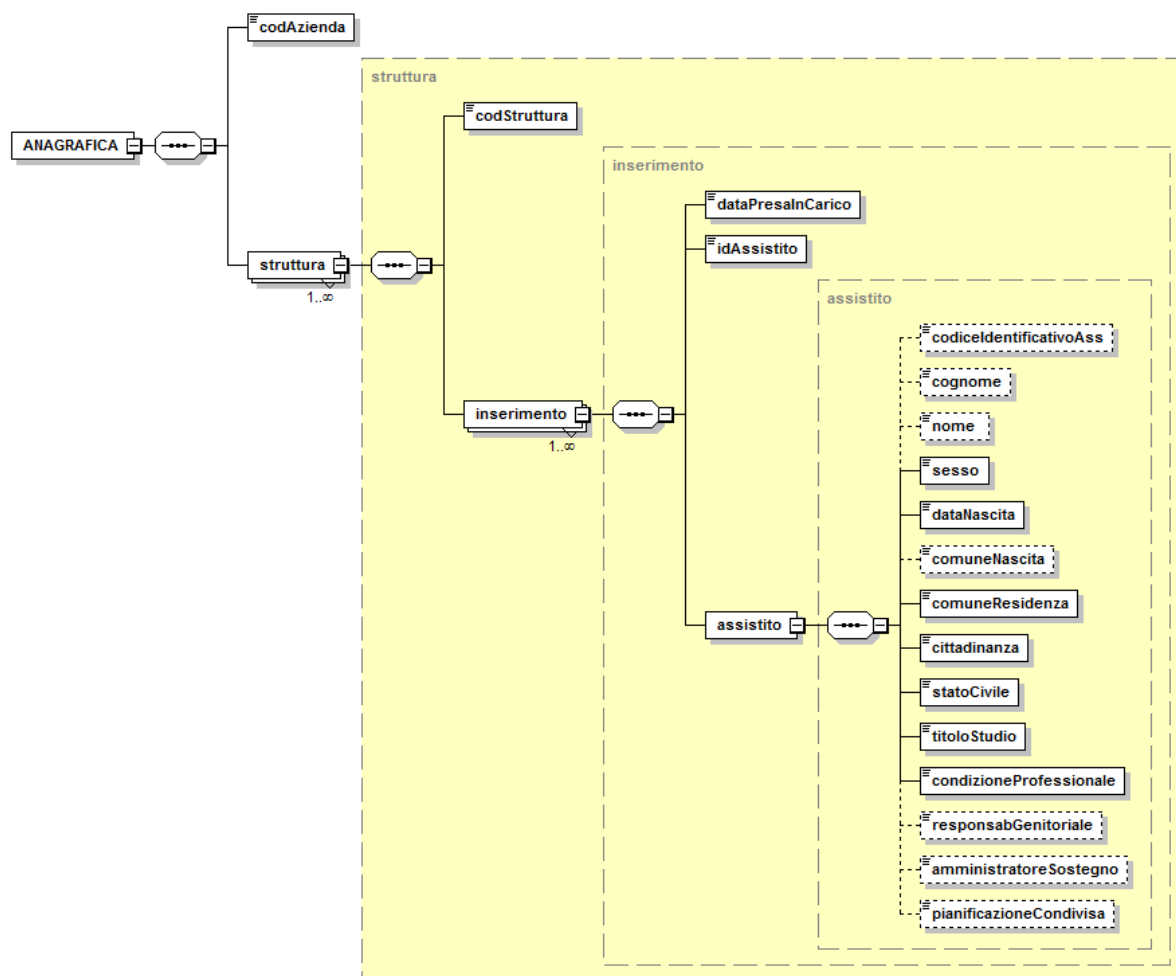 codAzienda
struttura
codStruttura
ANAGRAFICA
inserimento
dataPresaInCarico
idAssistito
struttura
1..∞
assistito
codiceIdentificativoAss
cognome
inserimento
1..∞
nome
sesso
dataNascita
comuneNascita
comuneResidenza
assistito
cittadinanza
statoCivile
titoloStudio
condizioneProfessionale
responsabGenitoriale
amministratoreSostegno
pianificazioneCondivisa